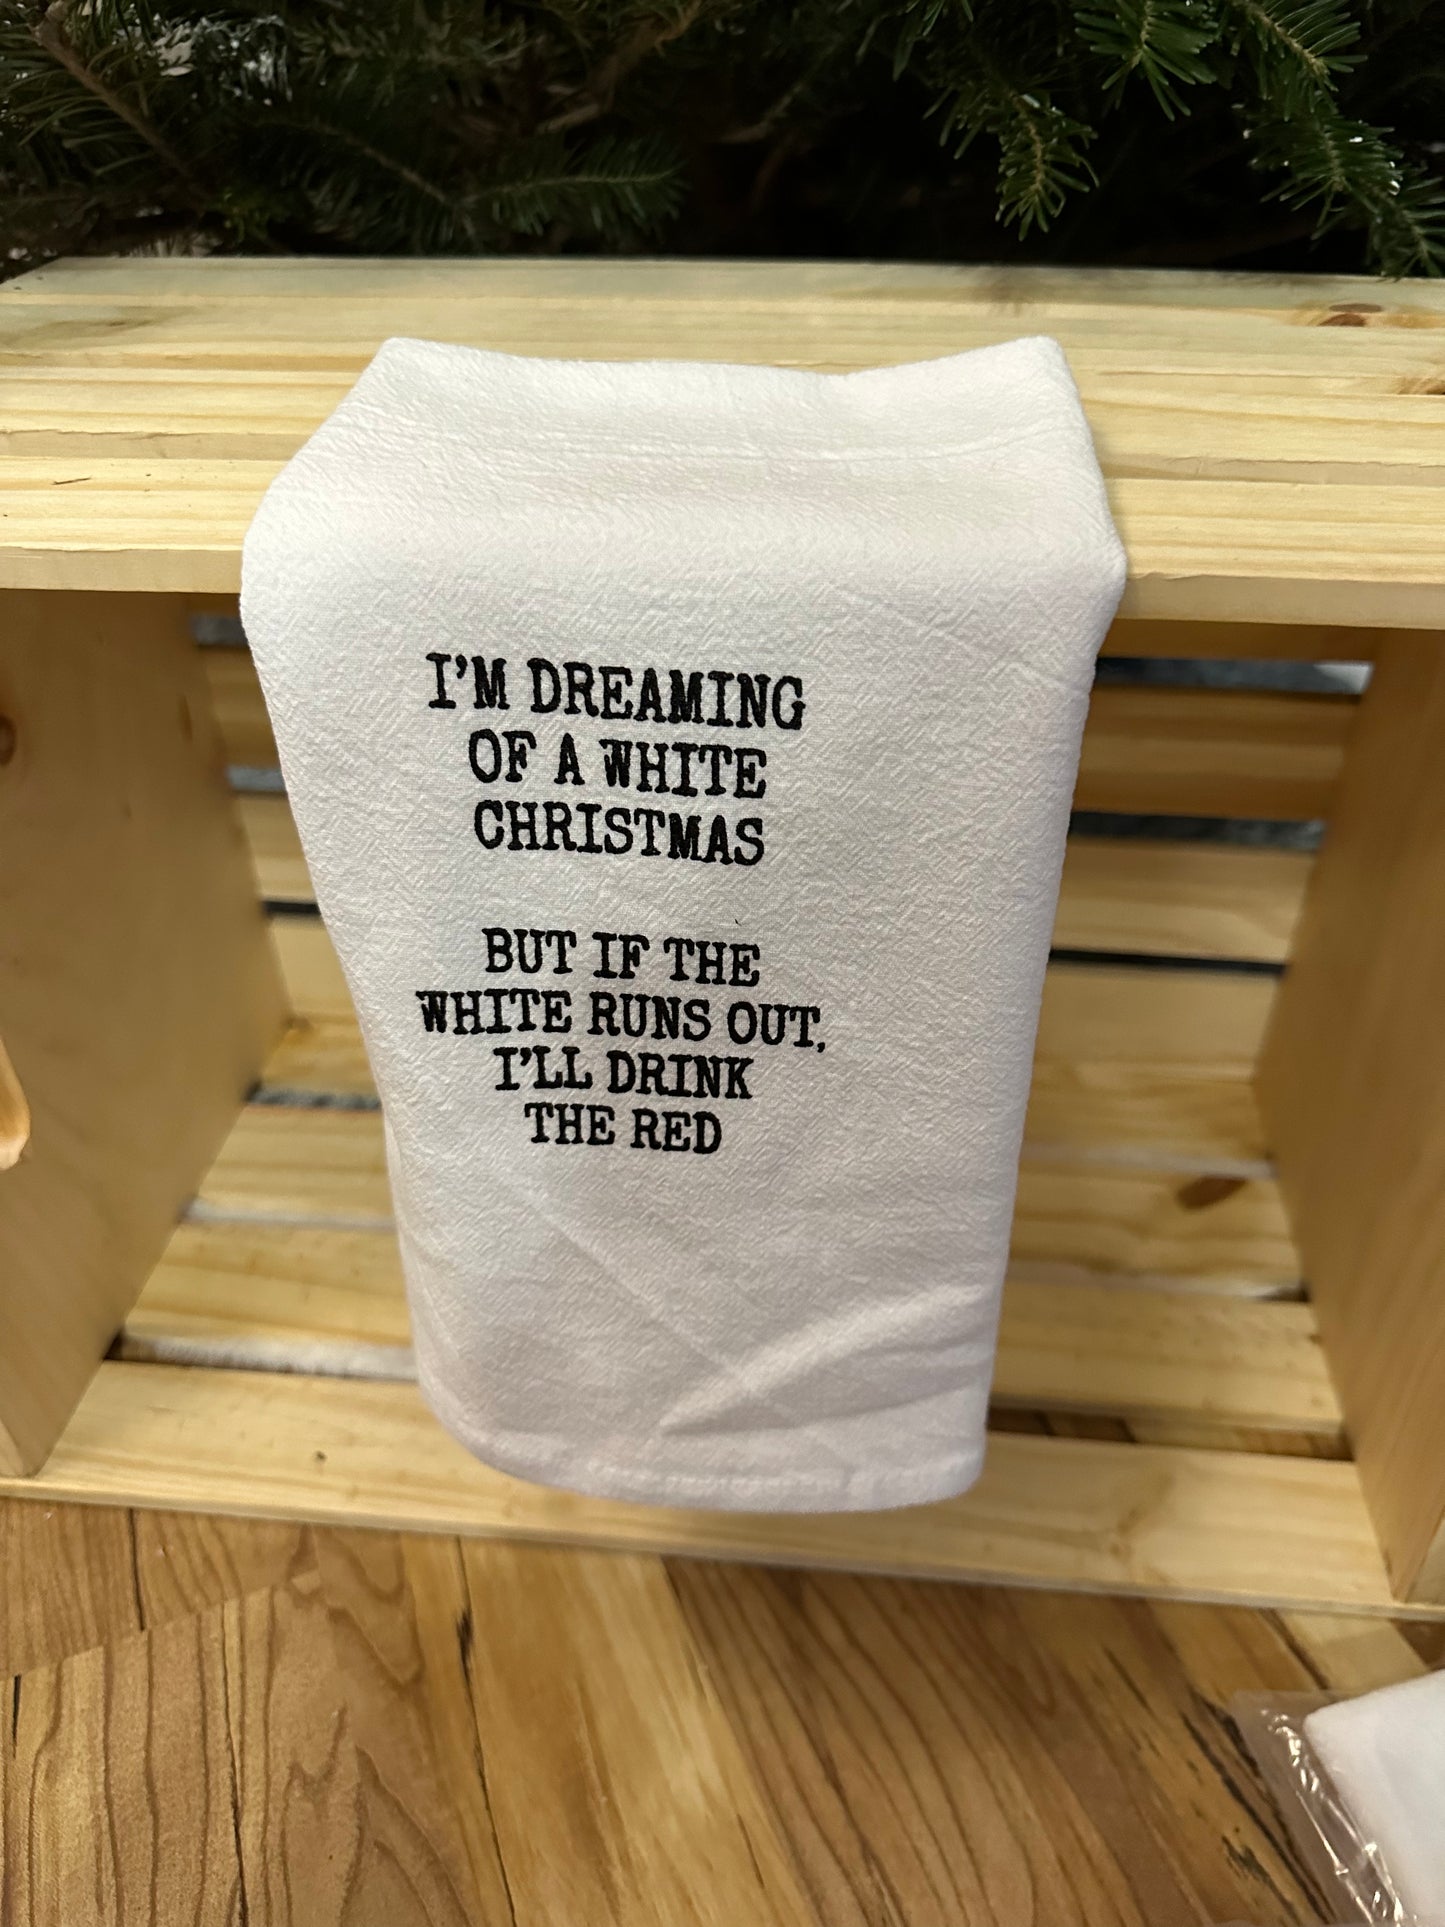 I'M DREAMING
OF A WHITE
CHRISTMAS
BUT IF THE
WHITE RUNS OUT,
I'LL DRINK
THE RED